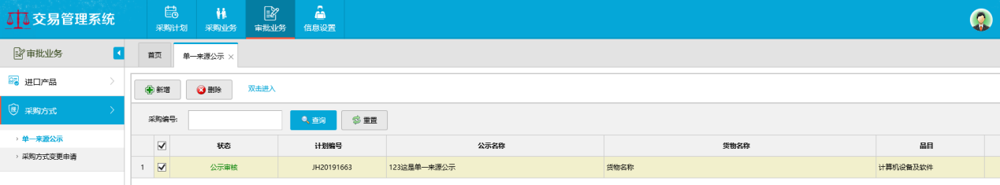 交易管理系统
采购计划 采购业务 审批业务 信息设置
审批业务
首页 单一来源公示 ×
进口产品
采购方式
单一来源公示
采购方式变更申请
新增 删除 双击进入
采购编号: 查询 重置
状态 计划编号 公示名称 货物名称 品目
1 公示审核 JH20191663 123这是单一来源公示 货物名称 计算机设备及软件